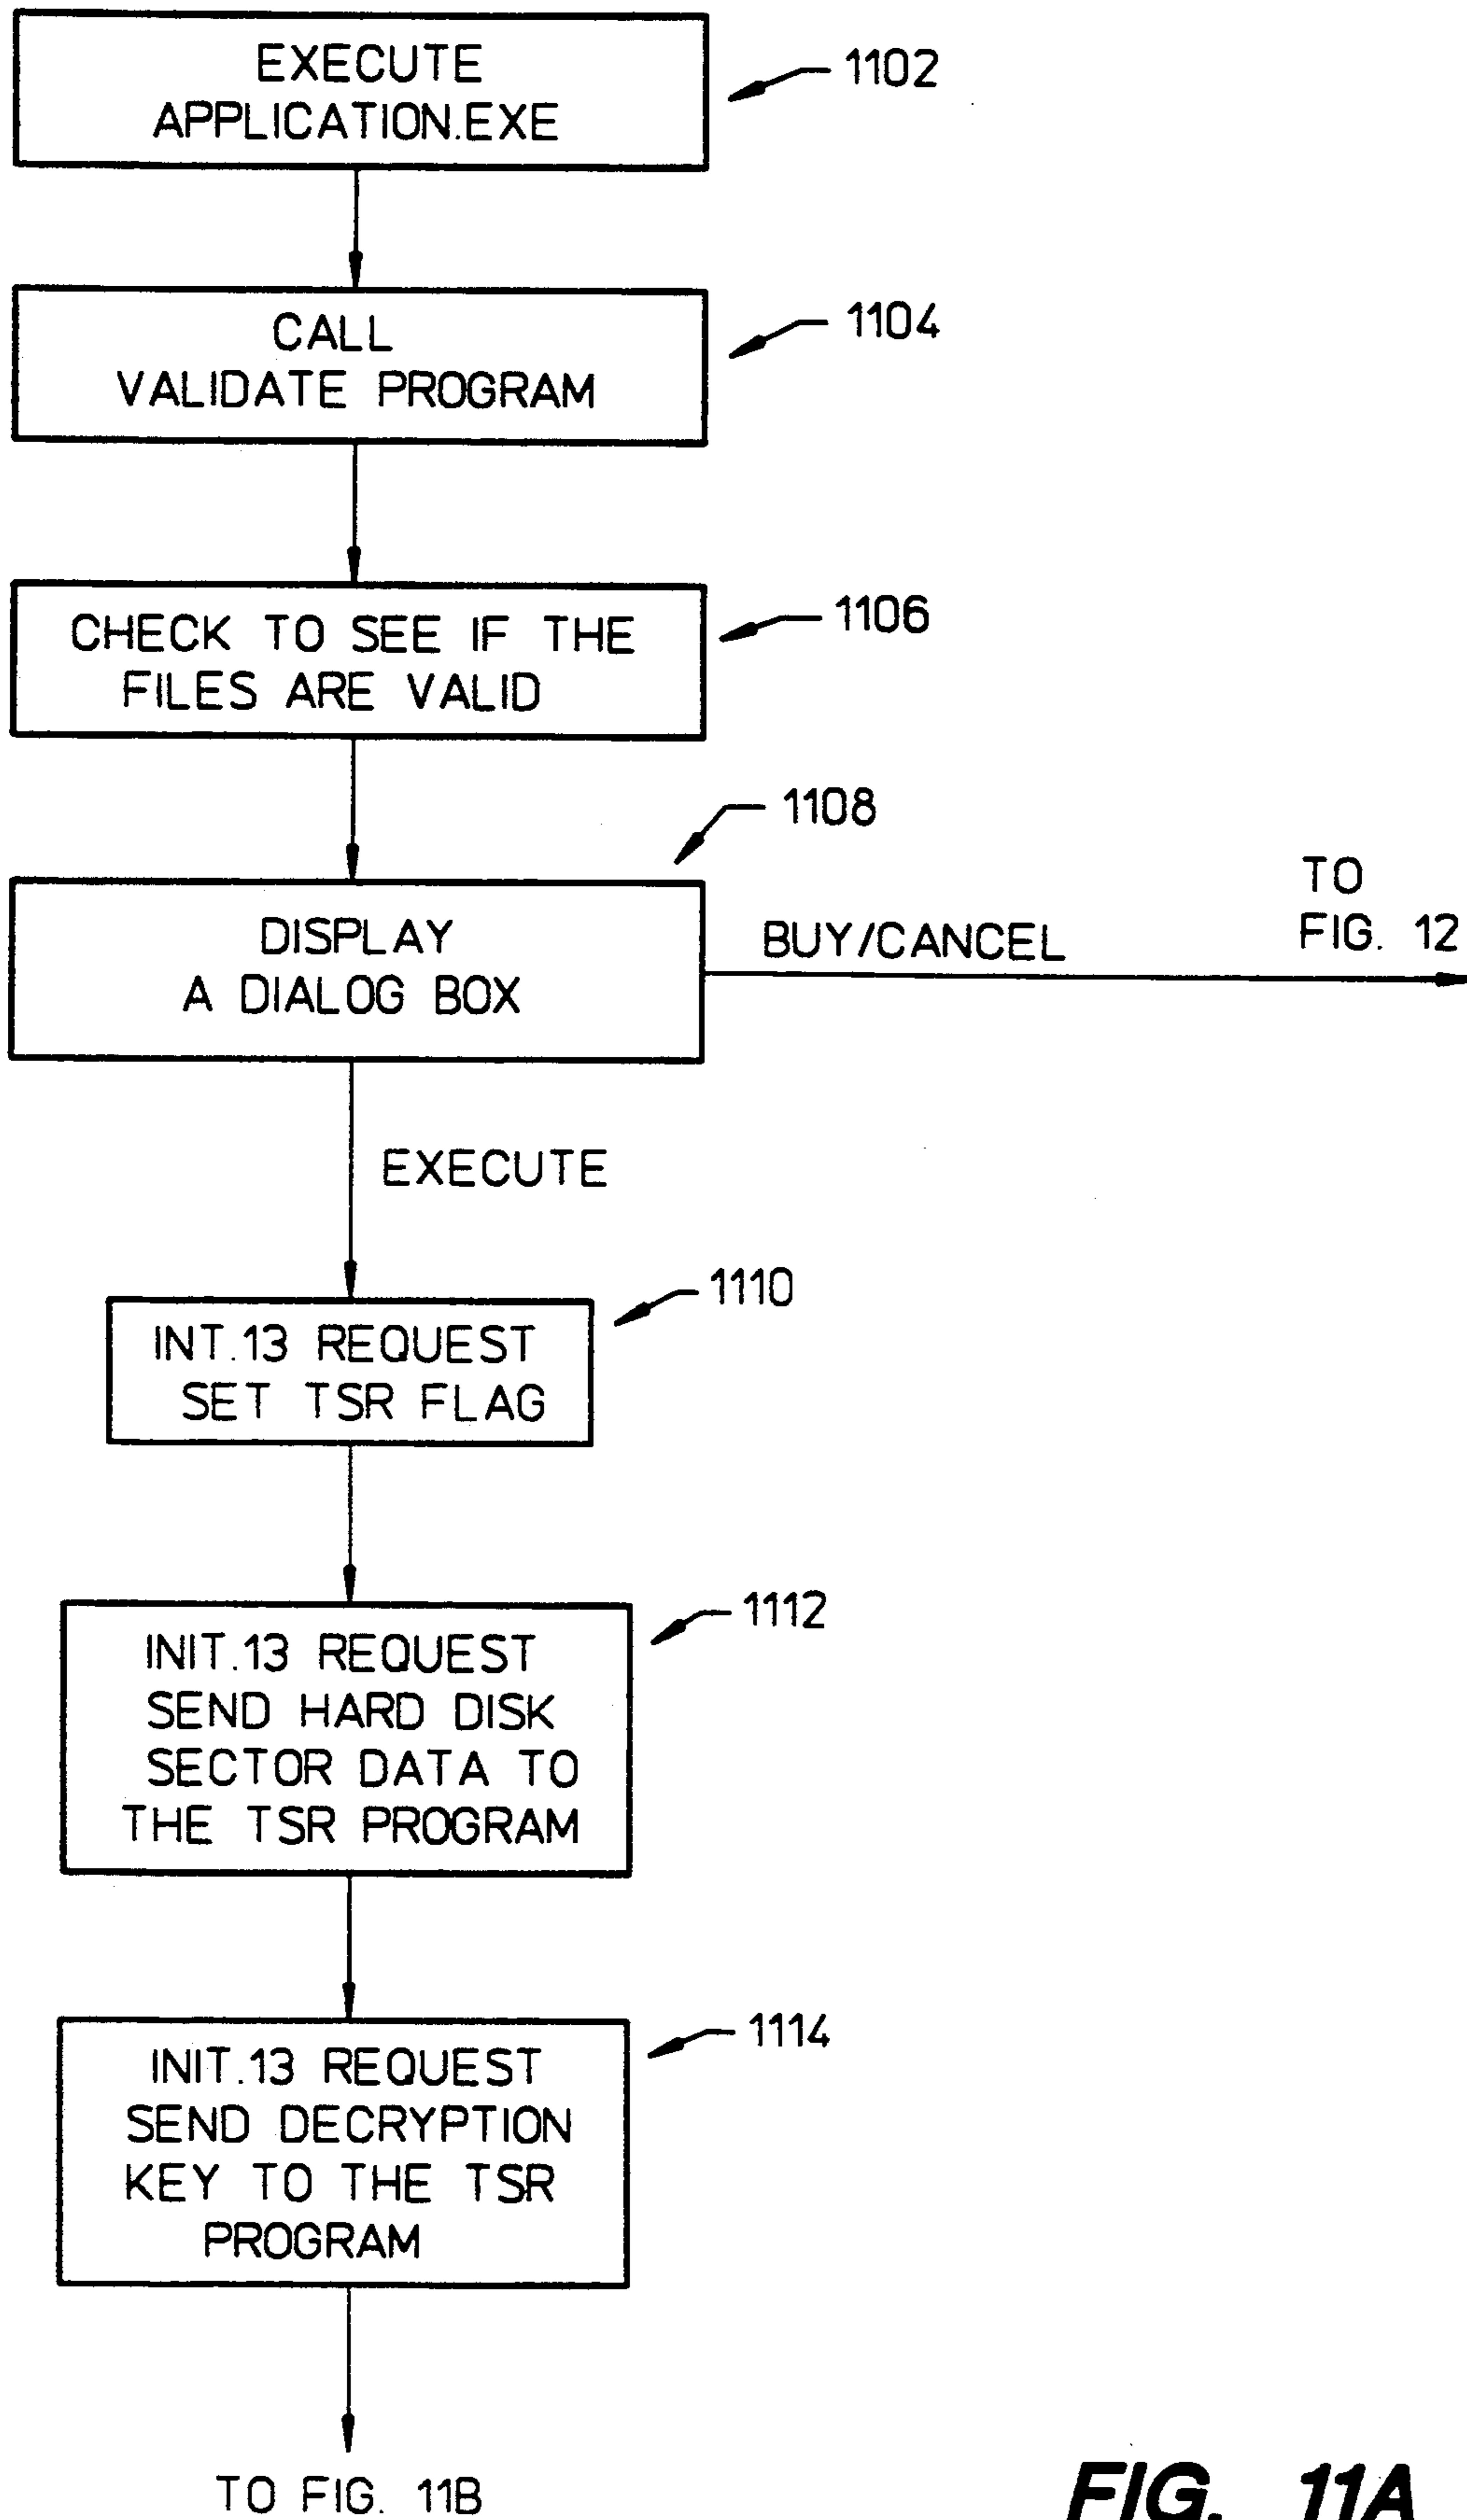 EXECUTE
APPLICATION.EXE
1102
CALL
VALIDATE PROGRAM
1104
CHECK TO SEE IF THE
FILES ARE VALID
1106
1108
DISPLAY
A DIALOG BOX
BUY/CANCEL
TO
FIG. 12
EXECUTE
1110
INT.13 REQUEST
SET TSR FLAG
1112
INIT.13 REQUEST
SEND HARD DISK
SECTOR DATA TO
THE TSR PROGRAM
1114
INIT.13 REQUEST
SEND DECRYPTION
KEY TO THE TSR
PROGRAM
TO FIG. 11B
FIG. 11A